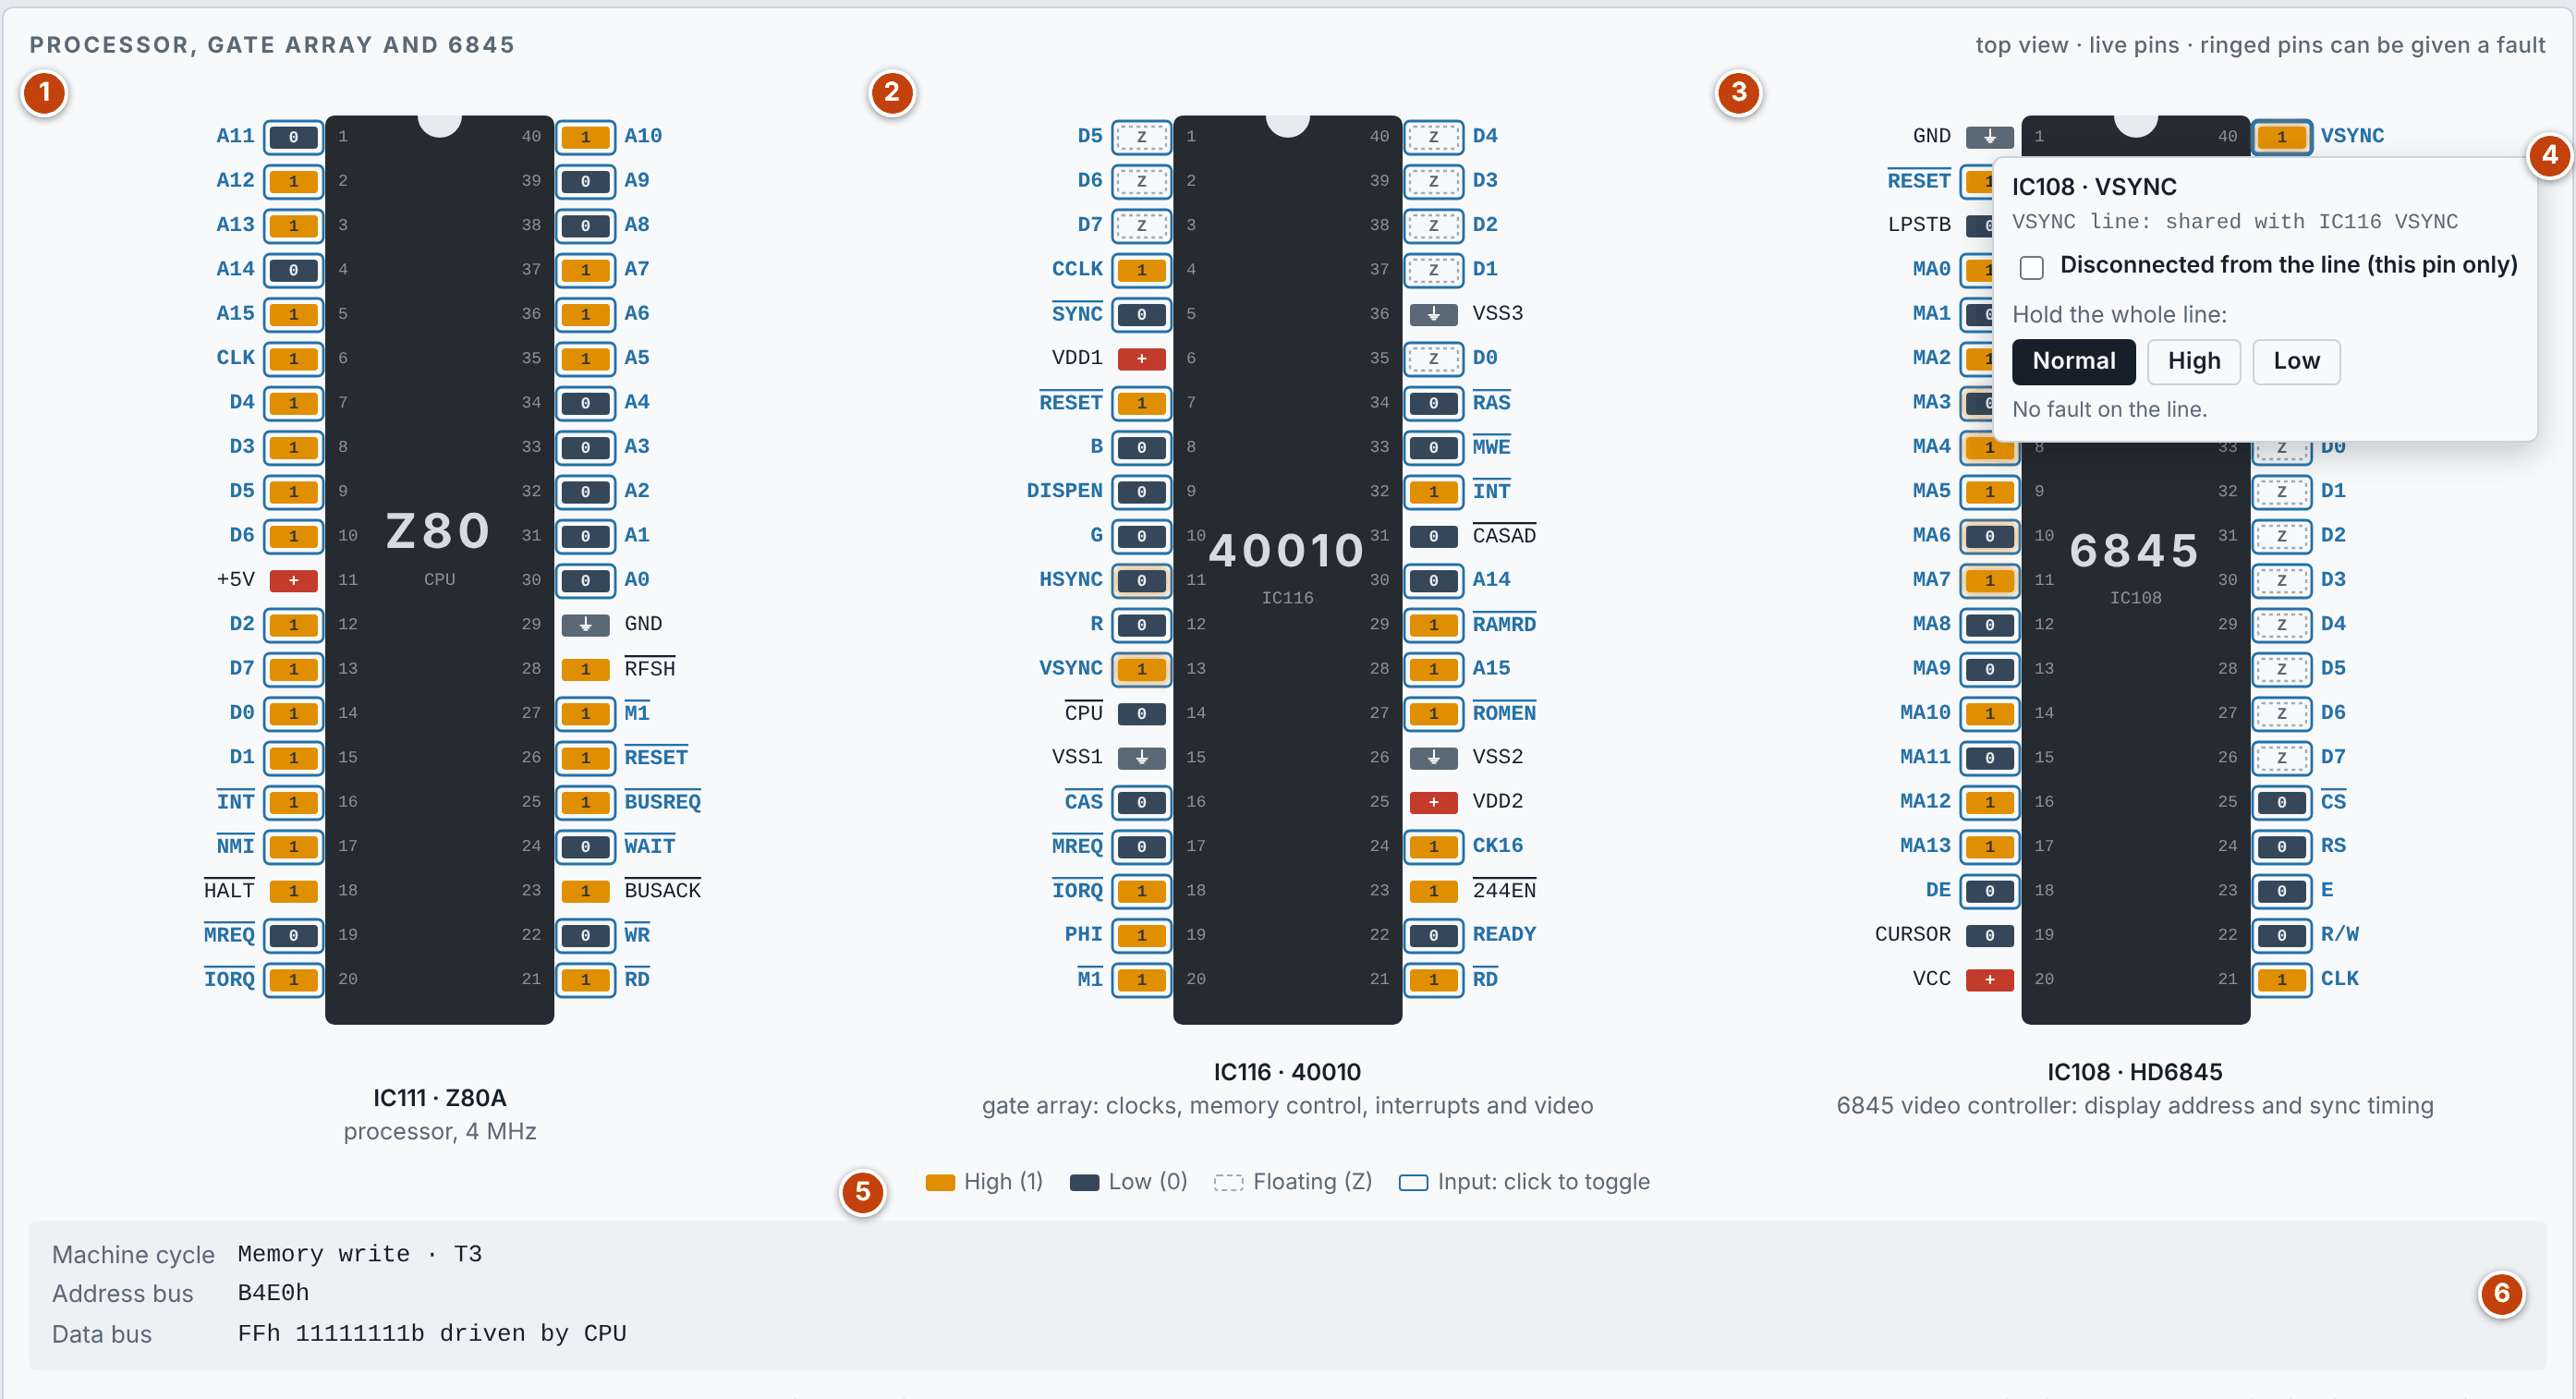 PROCESSOR, GATE ARRAY AND 6845
top view · live pins · ringed pins can be given a fault
1
2
3
4
A11 0 1 40 1 A10
A12 1 2 39 0 A9
A13 1 3 38 0 A8
A14 0 4 37 1 A7
A15 1 5 36 1 A6
CLK 1 6 35 1 A5
D4 1 7 34 0 A4
D3 1 8 33 0 A3
D5 1 9 32 0 A2
D6 1 10 31 0 A1
+5V + 11 30 0 A0
D2 1 12 29 GND
D7 1 13 28 1 RFSH
D0 1 14 27 1 M1
D1 1 15 26 1 RESET
INT 1 16 25 1 BUSREQ
NMI 1 17 24 0 WAIT
HALT 1 18 23 1 BUSACK
MREQ 0 19 22 0 WR
IORQ 1 20 21 1 RD
Z80
CPU
IC111 · Z80A
processor, 4 MHz
D5 Z 1 40 Z D4
D6 Z 2 39 Z D3
D7 Z 3 38 Z D2
CCLK 1 4 37 Z D1
SYNC 0 5 36 VSS3
VDD1 + 6 35 Z D0
RESET 1 7 34 0 RAS
B 0 8 33 0 MWE
DISPEN 0 9 32 1 INT
G 0 10 31 0 CASAD
HSYNC 0 11 30 0 A14
R 0 12 29 1 RAMRD
VSYNC 1 13 28 1 A15
CPU 0 14 27 1 ROMEN
VSS1 15 26 VSS2
CAS 0 16 25 + VDD2
MREQ 0 17 24 1 CK16
IORQ 1 18 23 1 244EN
PHI 1 19 22 0 READY
M1 1 20 21 1 RD
40010
IC116
IC116 · 40010
gate array: clocks, memory control, interrupts and video
GND 1 40 1 VSYNC
RESET 1
LPSTB 0
MA0 1
MA1 0
MA2 1
MA3 0
MA4 1 8 33 Z D0
MA5 1 9 32 Z D1
MA6 0 10 31 Z D2
MA7 1 11 30 Z D3
MA8 0 12 29 Z D4
MA9 0 13 28 Z D5
MA10 1 14 27 Z D6
MA11 0 15 26 Z D7
MA12 1 16 25 0 CS
MA13 1 17 24 0 RS
DE 0 18 23 0 E
CURSOR 0 19 22 0 R/W
VCC + 20 21 1 CLK
6845
IC108
IC108 · HD6845
6845 video controller: display address and sync timing
IC108 · VSYNC
VSYNC line: shared with IC116 VSYNC
Disconnected from the line (this pin only)
Hold the whole line:
Normal High Low
No fault on the line.
5
High (1) Low (0) Floating (Z) Input: click to toggle
Machine cycle Memory write · T3
Address bus B4E0h
Data bus FFh 11111111b driven by CPU
6